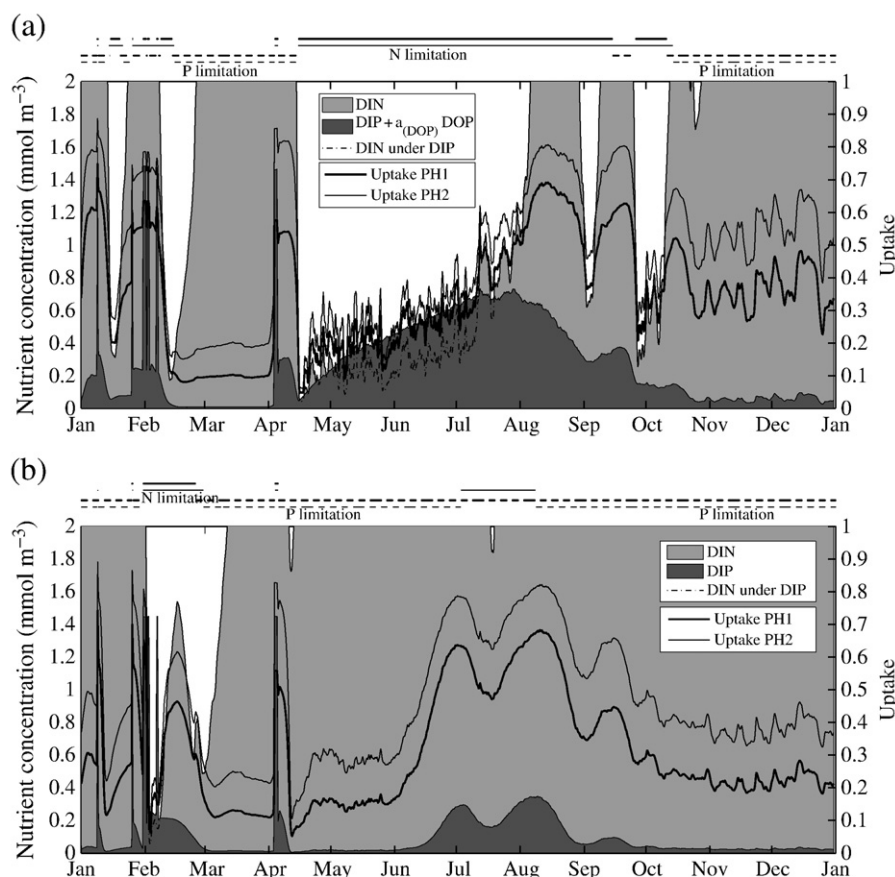 (a)
N limitation
P limitation
P limitation
2
1.8
1.6
1.4
1.2
1
0.8
0.6
0.4
0.2
0
Nutrient concentration (mmol m⁻³)
DIN
DIP + a(DOP) DOP
DIN under DIP
Uptake PH1
Uptake PH2
1
0.9
0.8
0.7
0.6
0.5
0.4
0.3
0.2
0.1
0
Uptake
Jan Feb Mar Apr May Jun Jul Aug Sep Oct Nov Dec Jan
(b)
N limitation
P limitation
P limitation
2
1.8
1.6
1.4
1.2
1
0.8
0.6
0.4
0.2
0
Nutrient concentration (mmol m⁻³)
DIN
DIP
DIN under DIP
Uptake PH1
Uptake PH2
1
0.9
0.8
0.7
0.6
0.5
0.4
0.3
0.2
0.1
0
Uptake
Jan Feb Mar Apr May Jun Jul Aug Sep Oct Nov Dec Jan